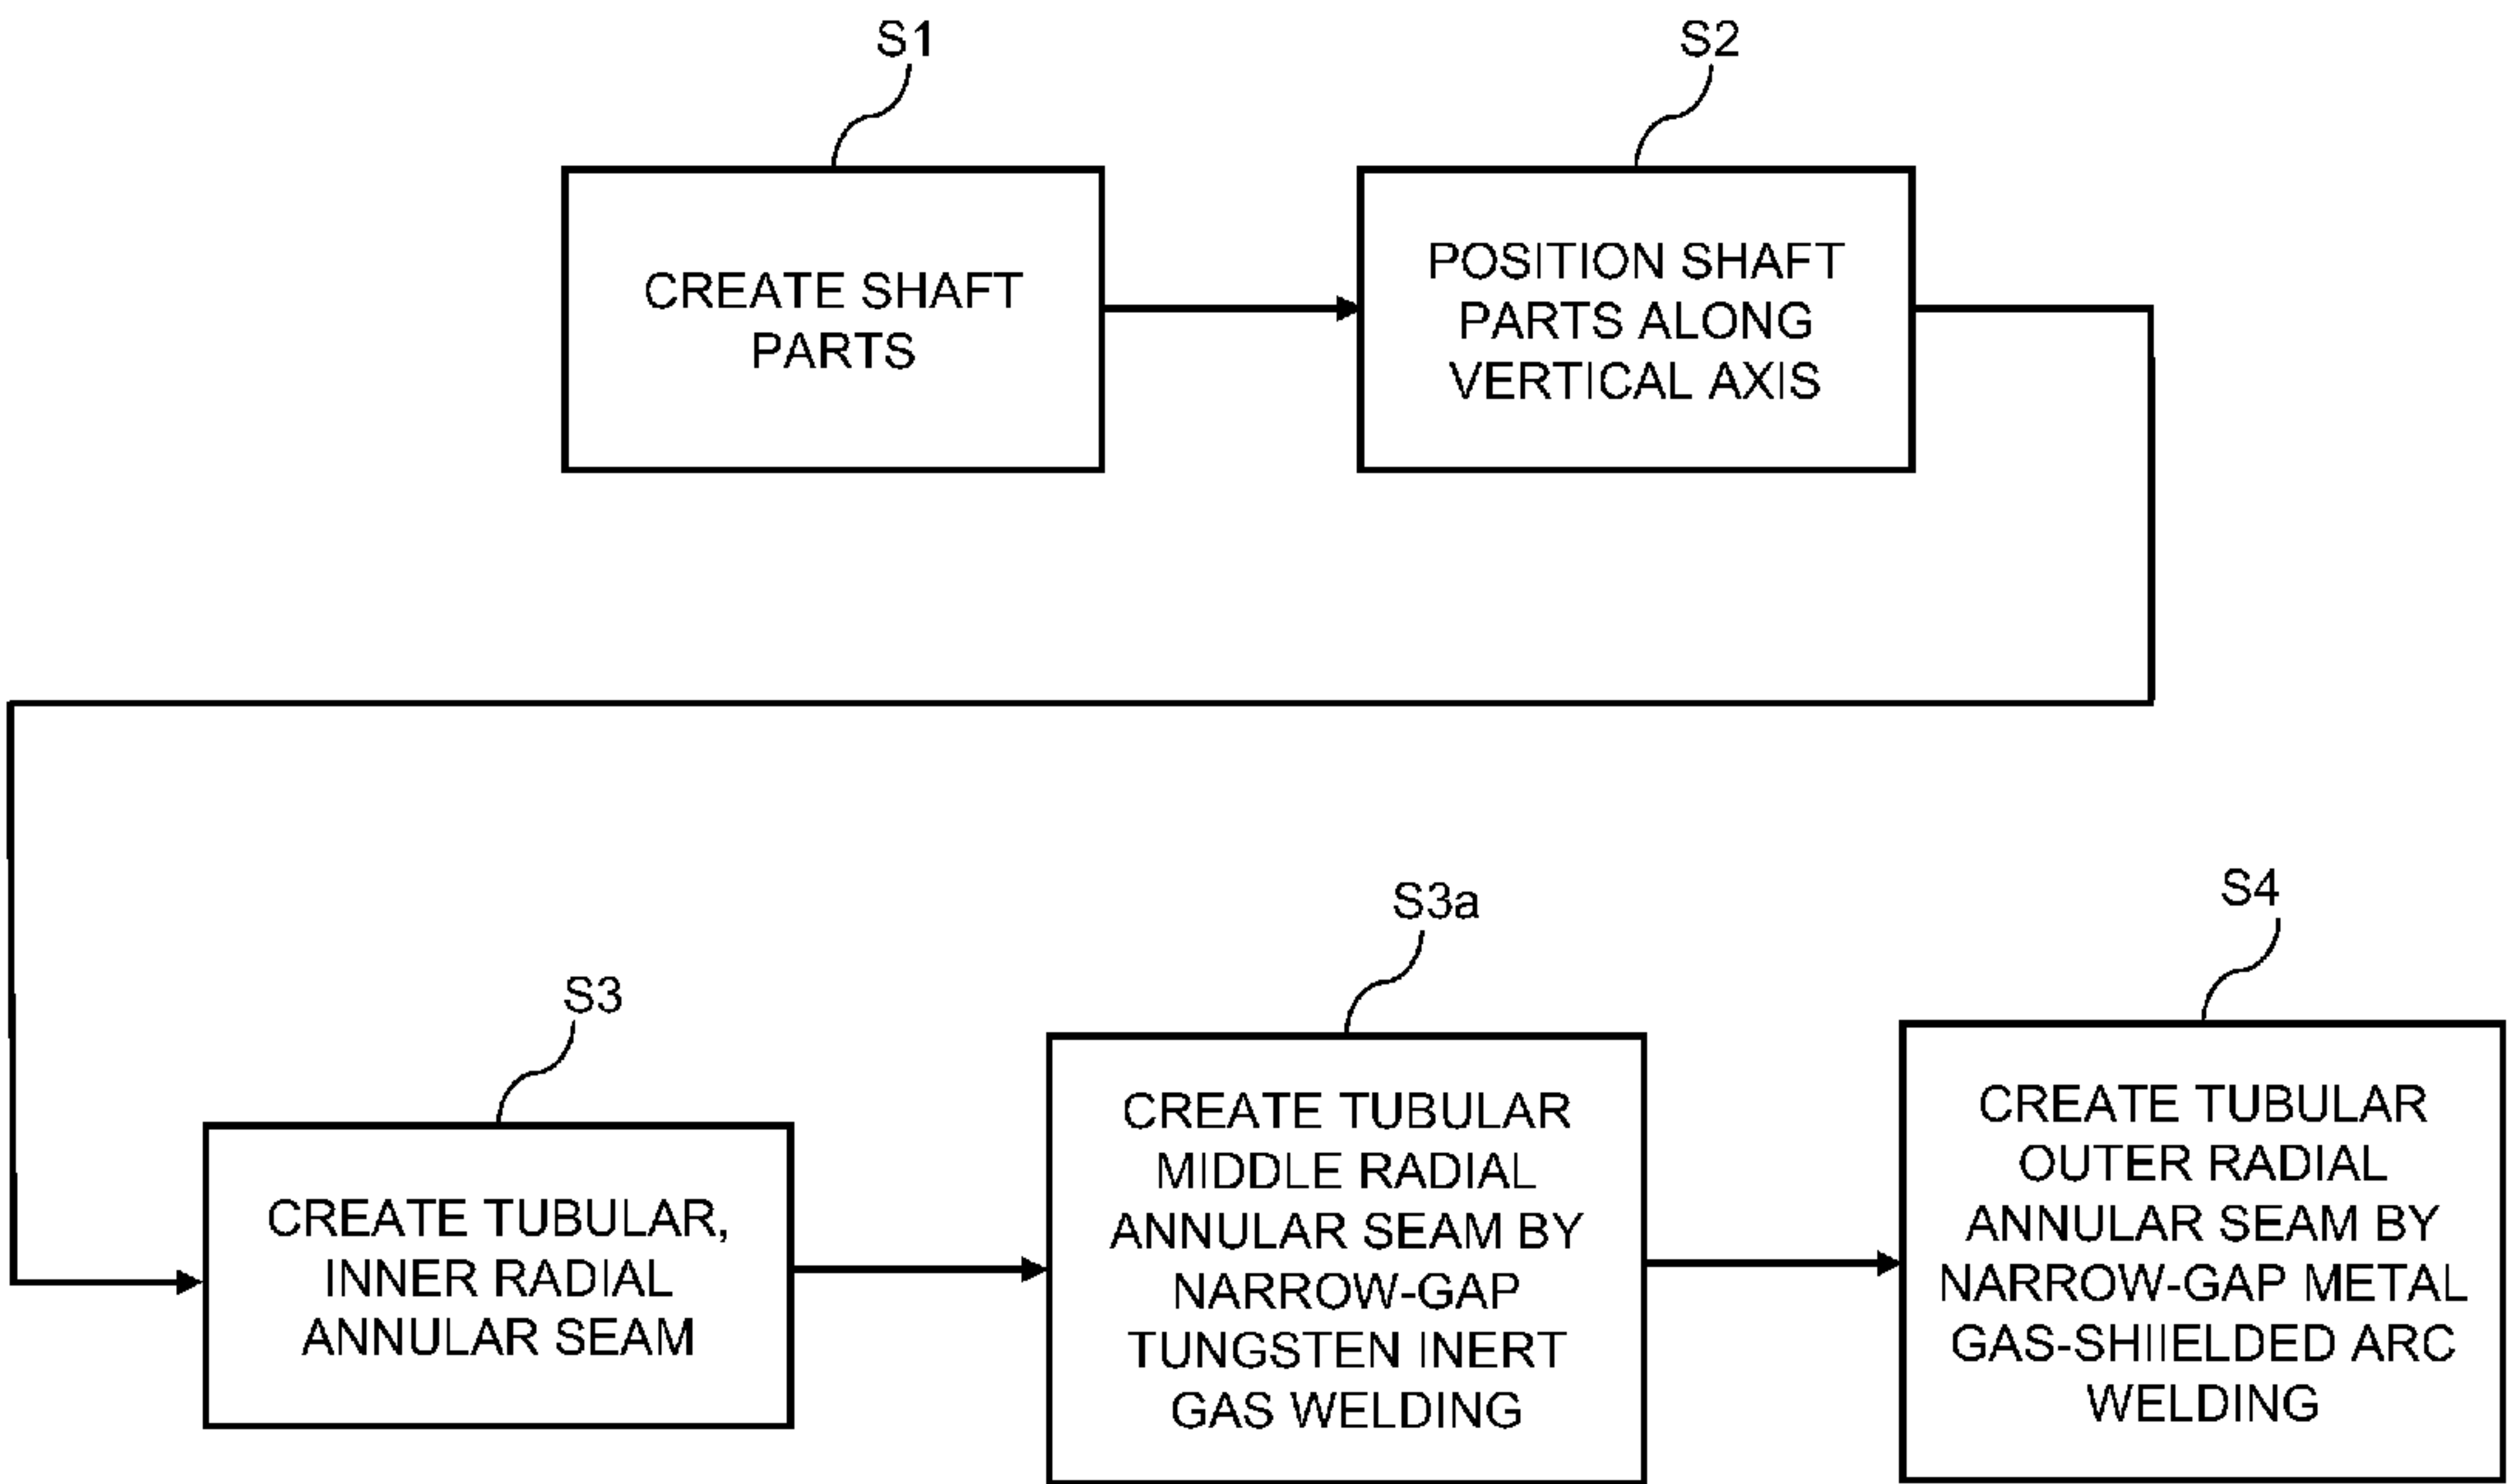 S1
CREATE SHAFT
PARTS
S2
POSITION SHAFT
PARTS ALONG
VERTICAL AXIS
S3
CREATE TUBULAR,
INNER RADIAL
ANNULAR SEAM
S3a
CREATE TUBULAR
MIDDLE RADIAL
ANNULAR SEAM BY
NARROW-GAP
TUNGSTEN INERT
GAS WELDING
S4
CREATE TUBULAR
OUTER RADIAL
ANNULAR SEAM BY
NARROW-GAP METAL
GAS-SHIIELDED ARC
WELDING